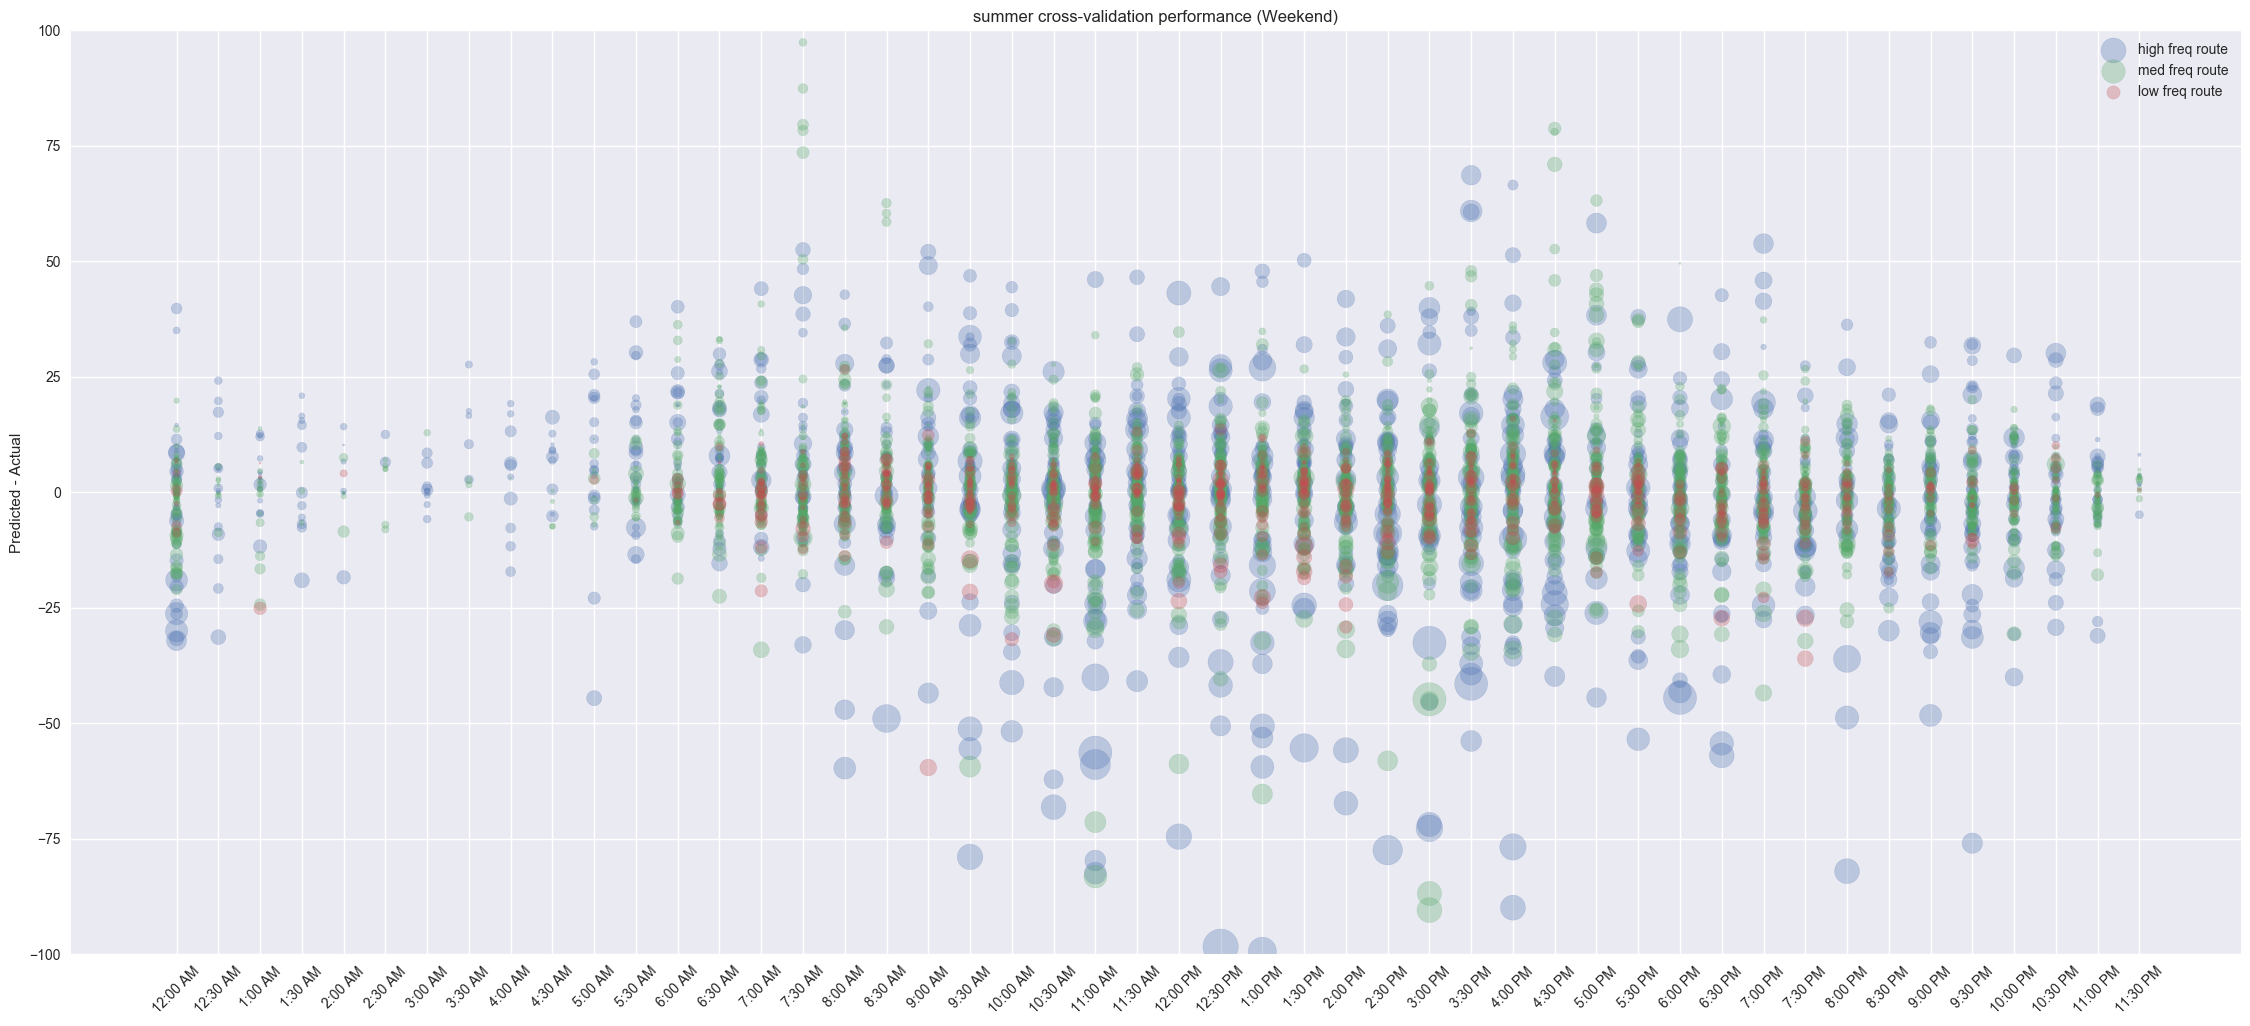 summer cross-validation performance (Weekend)
high freq route
med freq route
low freq route
Predicted - Actual
100
75
50
25
0
−25
−50
−75
−100
12:00 AM
12:30 AM
1:00 AM
1:30 AM
2:00 AM
2:30 AM
3:00 AM
3:30 AM
4:00 AM
4:30 AM
5:00 AM
5:30 AM
6:00 AM
6:30 AM
7:00 AM
7:30 AM
8:00 AM
8:30 AM
9:00 AM
9:30 AM
10:00 AM
10:30 AM
11:00 AM
11:30 AM
12:00 PM
12:30 PM
1:00 PM
1:30 PM
2:00 PM
2:30 PM
3:00 PM
3:30 PM
4:00 PM
4:30 PM
5:00 PM
5:30 PM
6:00 PM
6:30 PM
7:00 PM
7:30 PM
8:00 PM
8:30 PM
9:00 PM
9:30 PM
10:00 PM
10:30 PM
11:00 PM
11:30 PM